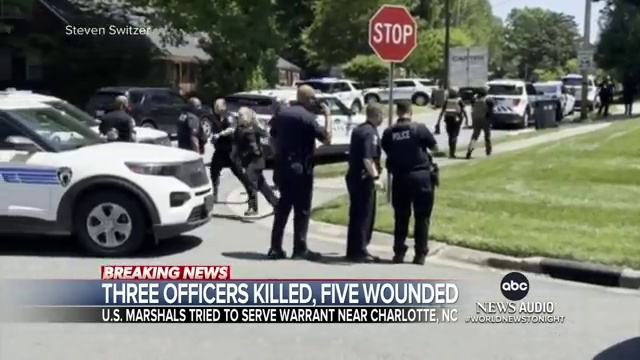 Steven Switzer
STOP
POLICE
BREAKING NEWS
THREE OFFICERS KILLED, FIVE WOUNDED
U.S. MARSHALS TRIED TO SERVE WARRANT NEAR CHARLOTTE, NC
abc
NEWS AUDIO
#WORLDNEWSTONIGHT